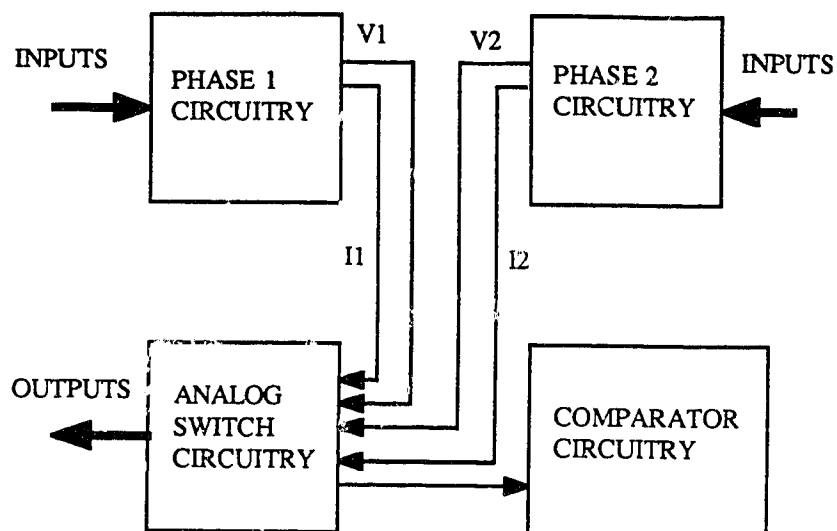 V1
V2
INPUTS
PHASE 1
CIRCUITRY
PHASE 2
CIRCUITRY
INPUTS
I1
I2
OUTPUTS
ANALOG
SWITCH
CIRCUITRY
COMPARATOR
CIRCUITRY